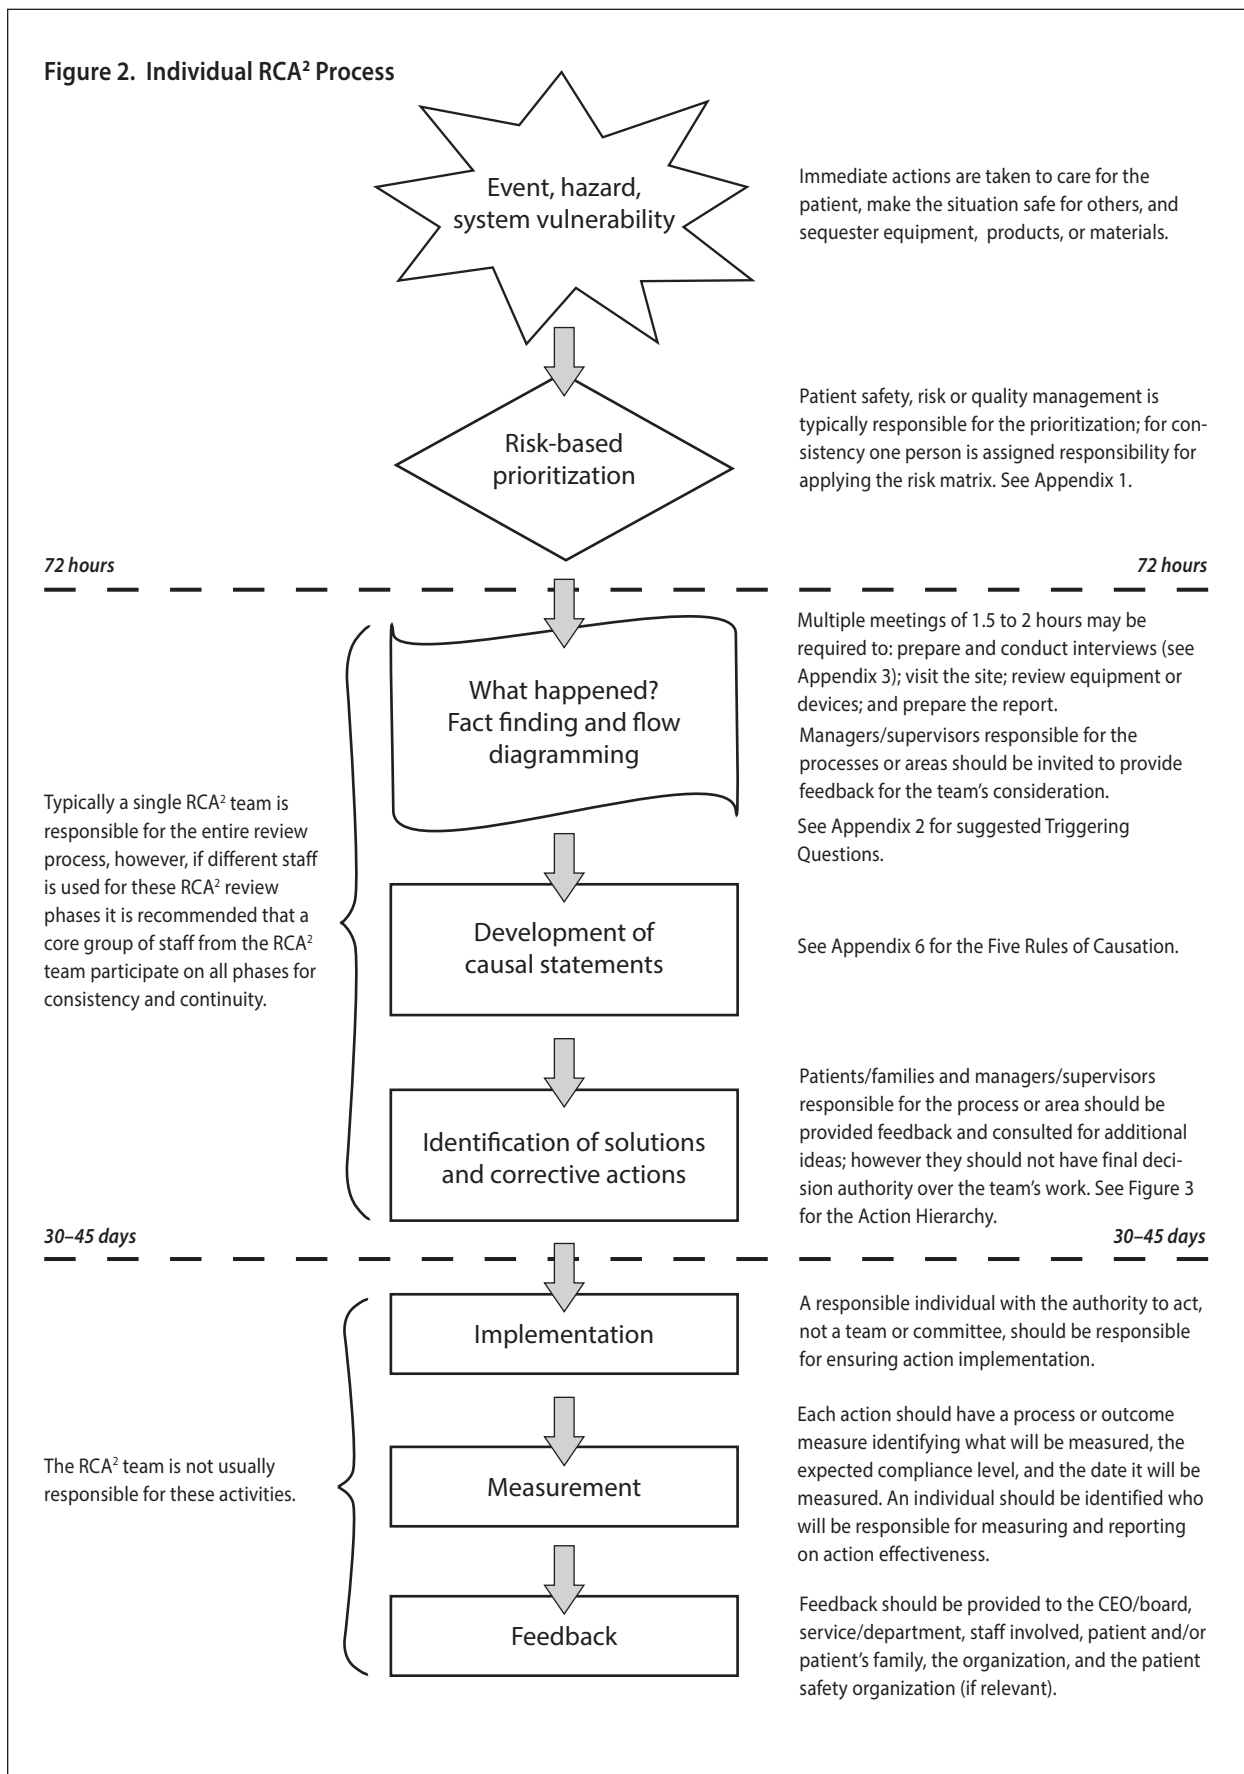 Figure 2. Individual RCA² Process
Event, hazard,
system vulnerability
Immediate actions are taken to care for the
patient, make the situation safe for others, and
sequester equipment, products, or materials.
Risk-based
prioritization
Patient safety, risk or quality management is
typically responsible for the prioritization; for con-
sistency one person is assigned responsibility for
applying the risk matrix. See Appendix 1.
72 hours
72 hours
What happened?
Fact finding and flow
diagramming
Multiple meetings of 1.5 to 2 hours may be
required to: prepare and conduct interviews (see
Appendix 3); visit the site; review equipment or
devices; and prepare the report.
Managers/supervisors responsible for the
processes or areas should be invited to provide
feedback for the team’s consideration.
See Appendix 2 for suggested Triggering
Questions.
Typically a single RCA² team is
responsible for the entire review
process, however, if different staff
is used for these RCA² review
phases it is recommended that a
core group of staff from the RCA²
team participate on all phases for
consistency and continuity.
Development of
causal statements
See Appendix 6 for the Five Rules of Causation.
Identification of solutions
and corrective actions
Patients/families and managers/supervisors
responsible for the process or area should be
provided feedback and consulted for additional
ideas; however they should not have final deci-
sion authority over the team’s work. See Figure 3
for the Action Hierarchy.
30–45 days
30–45 days
Implementation
A responsible individual with the authority to act,
not a team or committee, should be responsible
for ensuring action implementation.
The RCA² team is not usually
responsible for these activities.
Measurement
Each action should have a process or outcome
measure identifying what will be measured, the
expected compliance level, and the date it will be
measured. An individual should be identified who
will be responsible for measuring and reporting
on action effectiveness.
Feedback
Feedback should be provided to the CEO/board,
service/department, staff involved, patient and/or
patient’s family, the organization, and the patient
safety organization (if relevant).